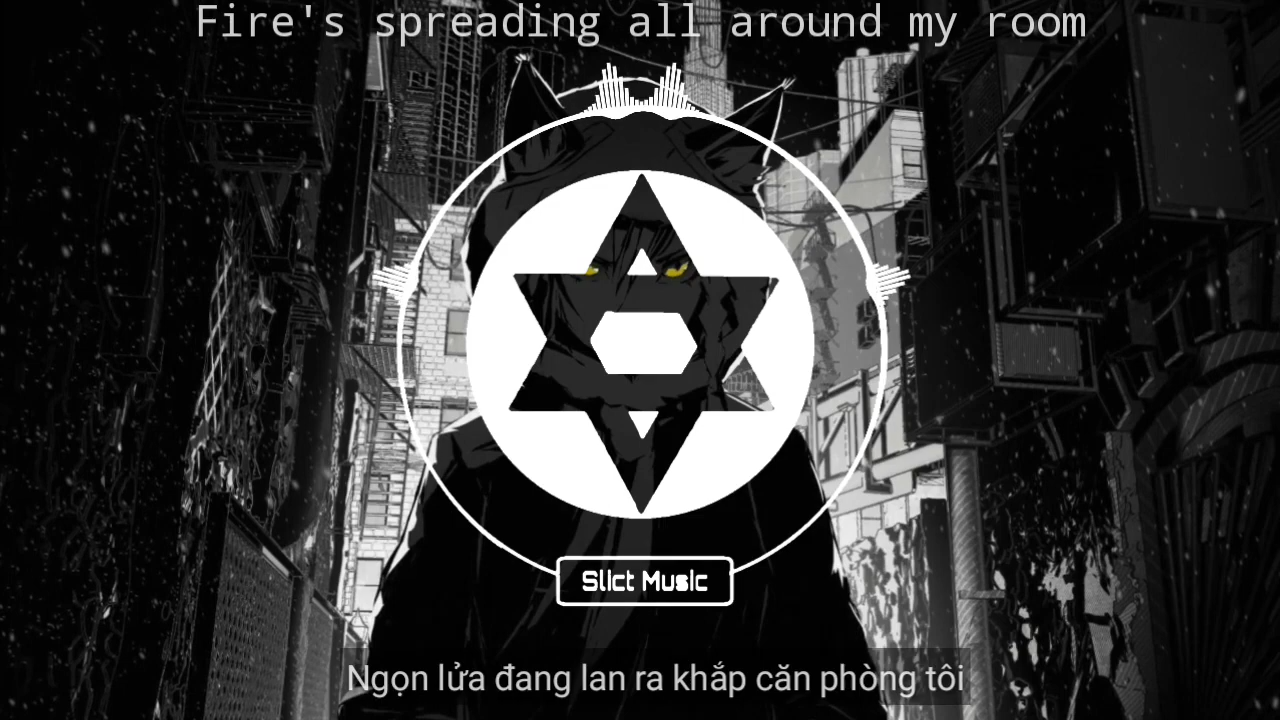 Fire's spreading all around my room
Slict Music
Ngọn lửa đang lan ra khắp căn phòng tôi